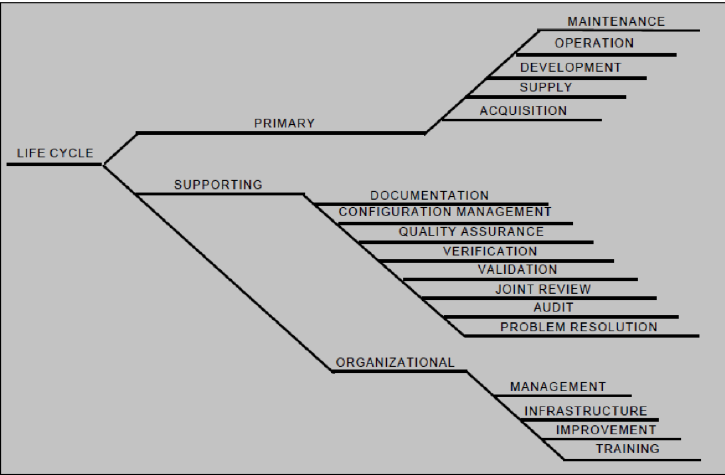 MAINTENANCE
OPERATION
DEVELOPMENT
SUPPLY
ACQUISITION
PRIMARY
LIFE CYCLE
SUPPORTING
DOCUMENTATION
CONFIGURATION MANAGEMENT
QUALITY ASSURANCE
VERIFICATION
VALIDATION
JOINT REVIEW
AUDIT
PROBLEM RESOLUTION
ORGANIZATIONAL
MANAGEMENT
INFRASTRUCTURE
IMPROVEMENT
TRAINING